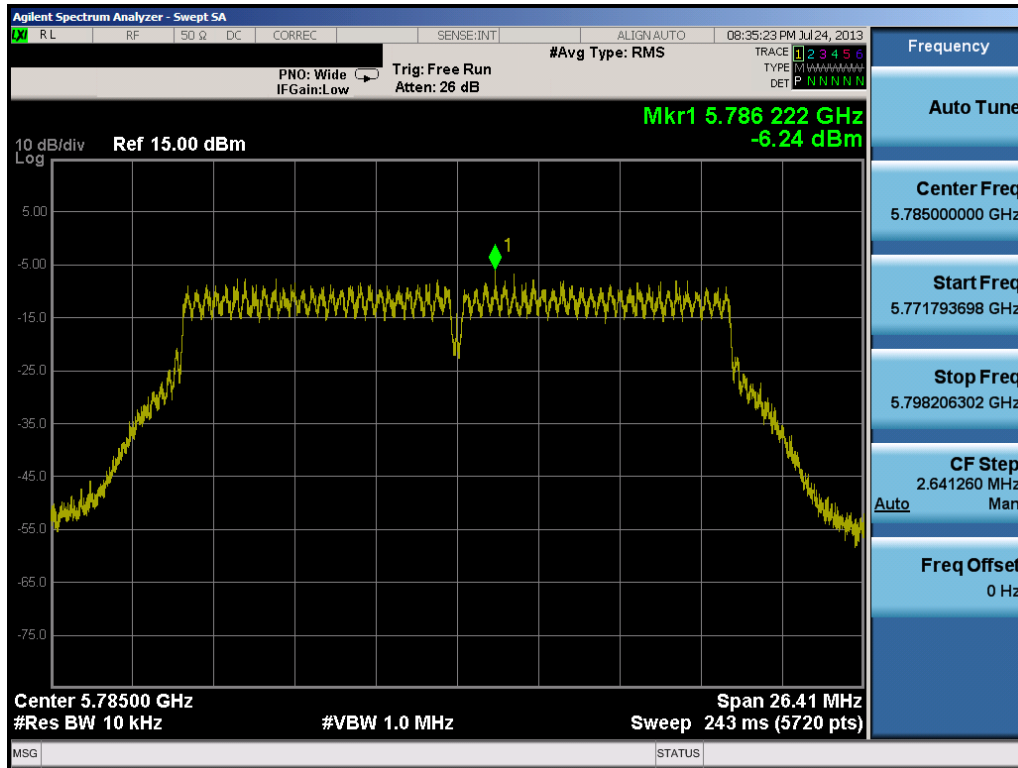 Agilent Spectrum Analyzer - Swept SA
LXI RL RF 50 Ω DC CORREC SENSE:INT ALIGN AUTO 08:35:23 PM Jul 24, 2013
PNO: Wide
IFGain:Low
Trig: Free Run
Atten: 26 dB
#Avg Type: RMS
TRACE 1 2 3 4 5 6
TYPE M WWWWW
DET P N N N N N
Mkr1 5.786 222 GHz
-6.24 dBm
10 dB/div
Log
Ref 15.00 dBm
1
5.00
-5.00
-15.0
-25.0
-35.0
-45.0
-55.0
-65.0
-75.0
Center 5.78500 GHz
Span 26.41 MHz
#Res BW 10 kHz
#VBW 1.0 MHz
Sweep 243 ms (5720 pts)
MSG
STATUS
Frequency
Auto Tune
Center Freq
5.785000000 GHz
Start Freq
5.771793698 GHz
Stop Freq
5.798206302 GHz
CF Step
2.641260 MHz
Auto Man
Freq Offset
0 Hz